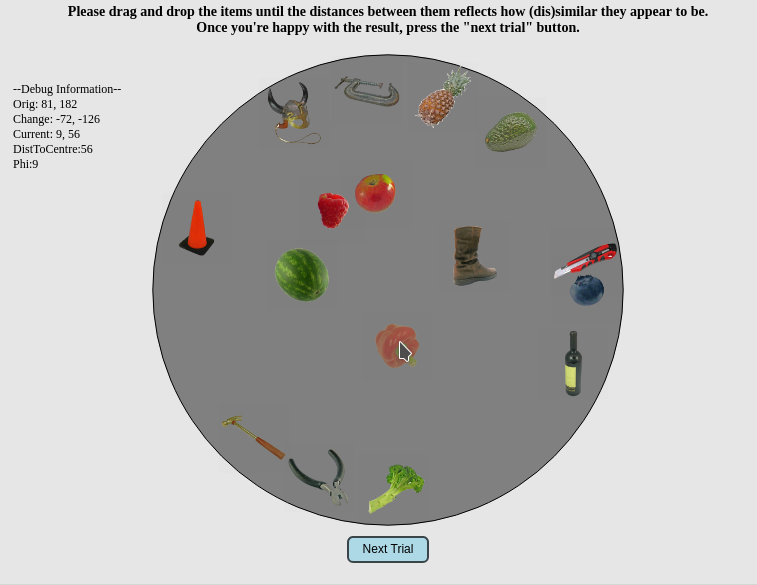 Please drag and drop the items until the distances between them reflects how (dis)similar they appear to be.
Once you're happy with the result, press the "next trial" button.
--Debug Information--
Orig: 81, 182
Change: -72, -126
Current: 9, 56
DistToCentre:56
Phi:9
Next Trial